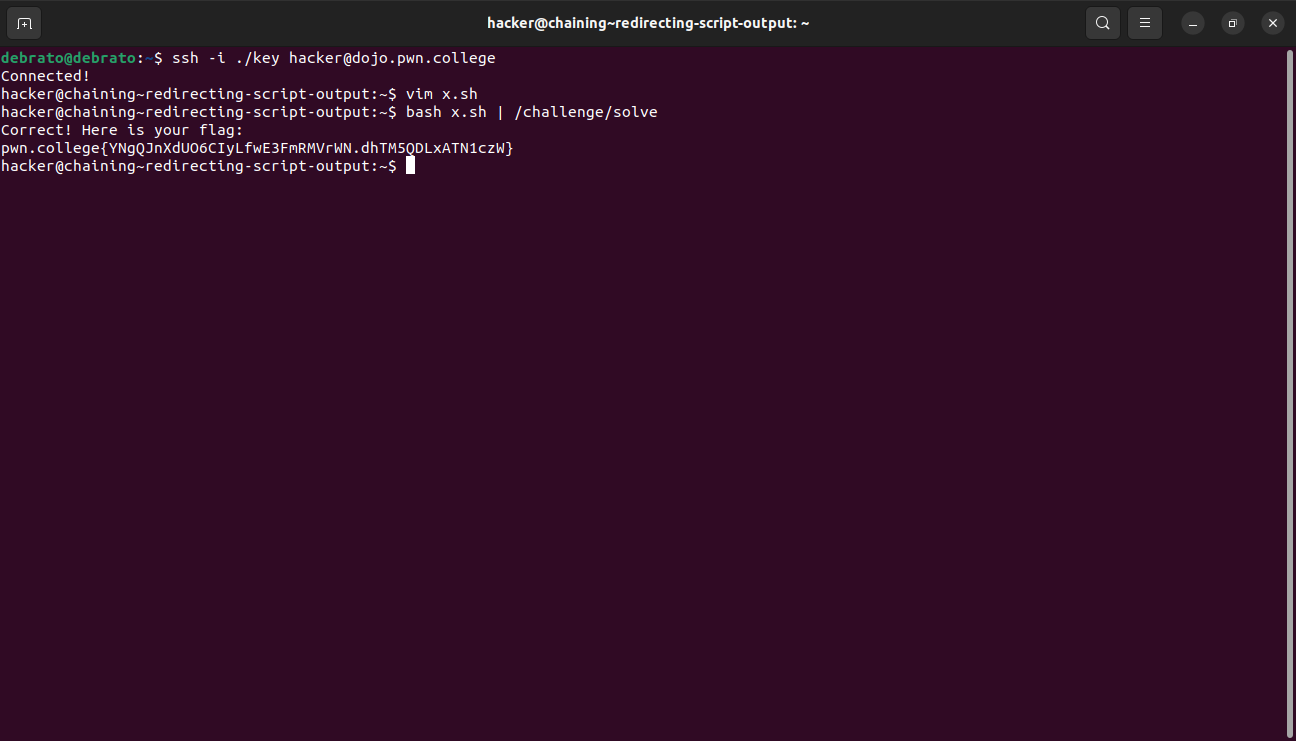 hacker@chaining~redirecting-script-output: ~
debrato@debrato:~$ ssh -i ./key hacker@dojo.pwn.college
Connected!
hacker@chaining~redirecting-script-output:~$ vim x.sh
hacker@chaining~redirecting-script-output:~$ bash x.sh | /challenge/solve
Correct! Here is your flag:
pwn.college{YNgQJnXdUO6CIyLfwE3FmRMVrWN.dhTM5QDLxATN1czW}
hacker@chaining~redirecting-script-output:~$